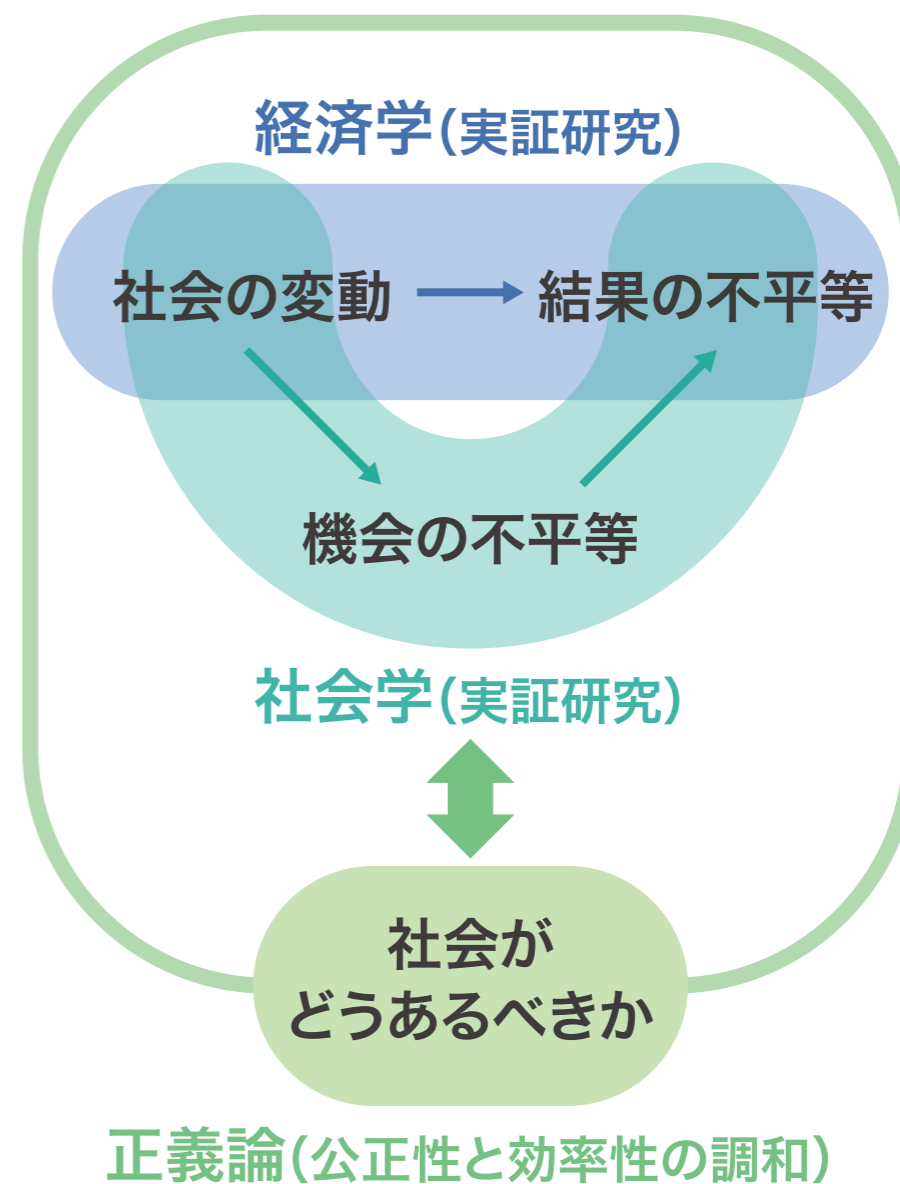 経済学(実証研究)
社会の変動
結果の不平等
機会の不平等
社会学(実証研究)
社会が
どうあるべきか
正義論(公正性と効率性の調和)